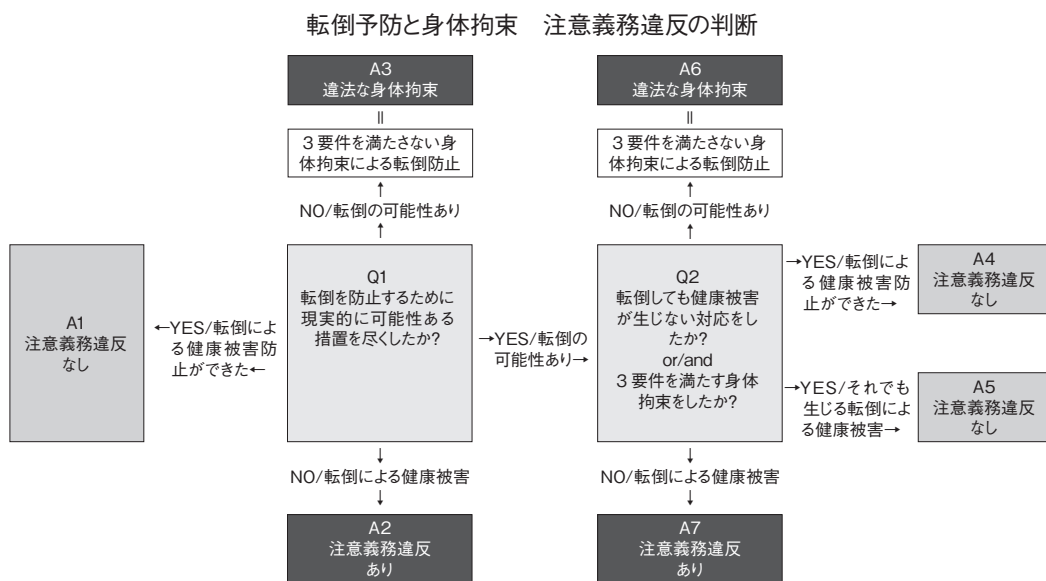 転倒予防と身体拘束　注意義務違反の判断
A3
違法な身体拘束
=
3要件を満たさない身
体拘束による転倒防止
↑
NO/転倒の可能性あり
↑
A6
違法な身体拘束
=
3要件を満たさない身
体拘束による転倒防止
↑
NO/転倒の可能性あり
↑
A1
注意義務違反
なし
←YES/転倒によ
る健康被害防
止ができた←
Q1
転倒を防止するために
現実的に可能性ある
措置を尽くしたか?
→YES/転倒の
可能性あり→
Q2
転倒しても健康被害
が生じない対応をし
たか?
or/and
3要件を満たす身体
拘束をしたか?
→YES/転倒によ
る健康被害防
止ができた→
A4
注意義務違反
なし
→YES/それでも
生じる転倒によ
る健康被害→
A5
注意義務違反
なし
↓
NO/転倒による健康被害
↓
A2
注意義務違反
あり
↓
NO/転倒による健康被害
↓
A7
注意義務違反
あり